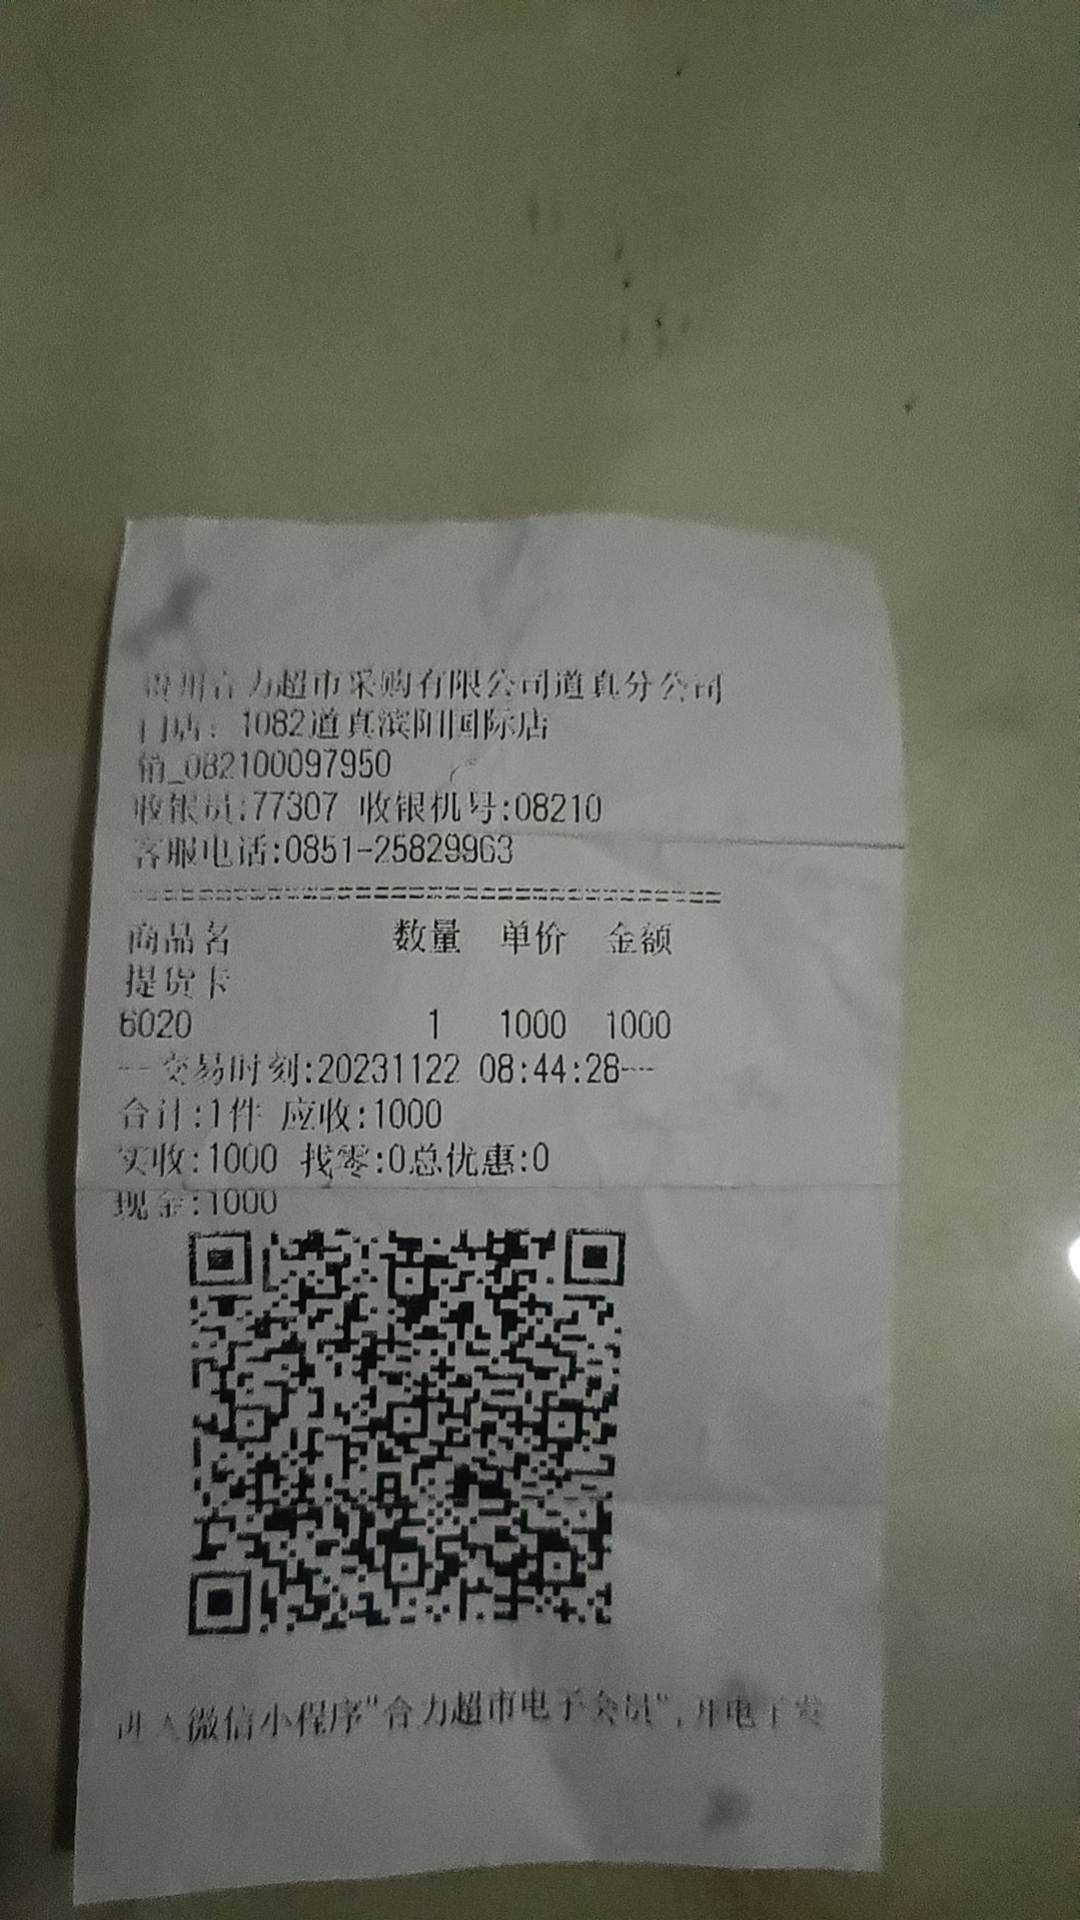 贵州合力超市采购有限公司道真分公司
门店：1082道真滨阳国际店
销_082100097950
收银员:77307 收银机号:08210
客服电话:0851-25829963
==========================================
商品名 数量 单价 金额
提货卡
6020 1 1000 1000
---交易时刻:20231122 08:44:28---
合计:1件 应收:1000
实收:1000 找零:0总优惠:0
现金:1000
进入微信小程序"合力超市电子会员",开电子发